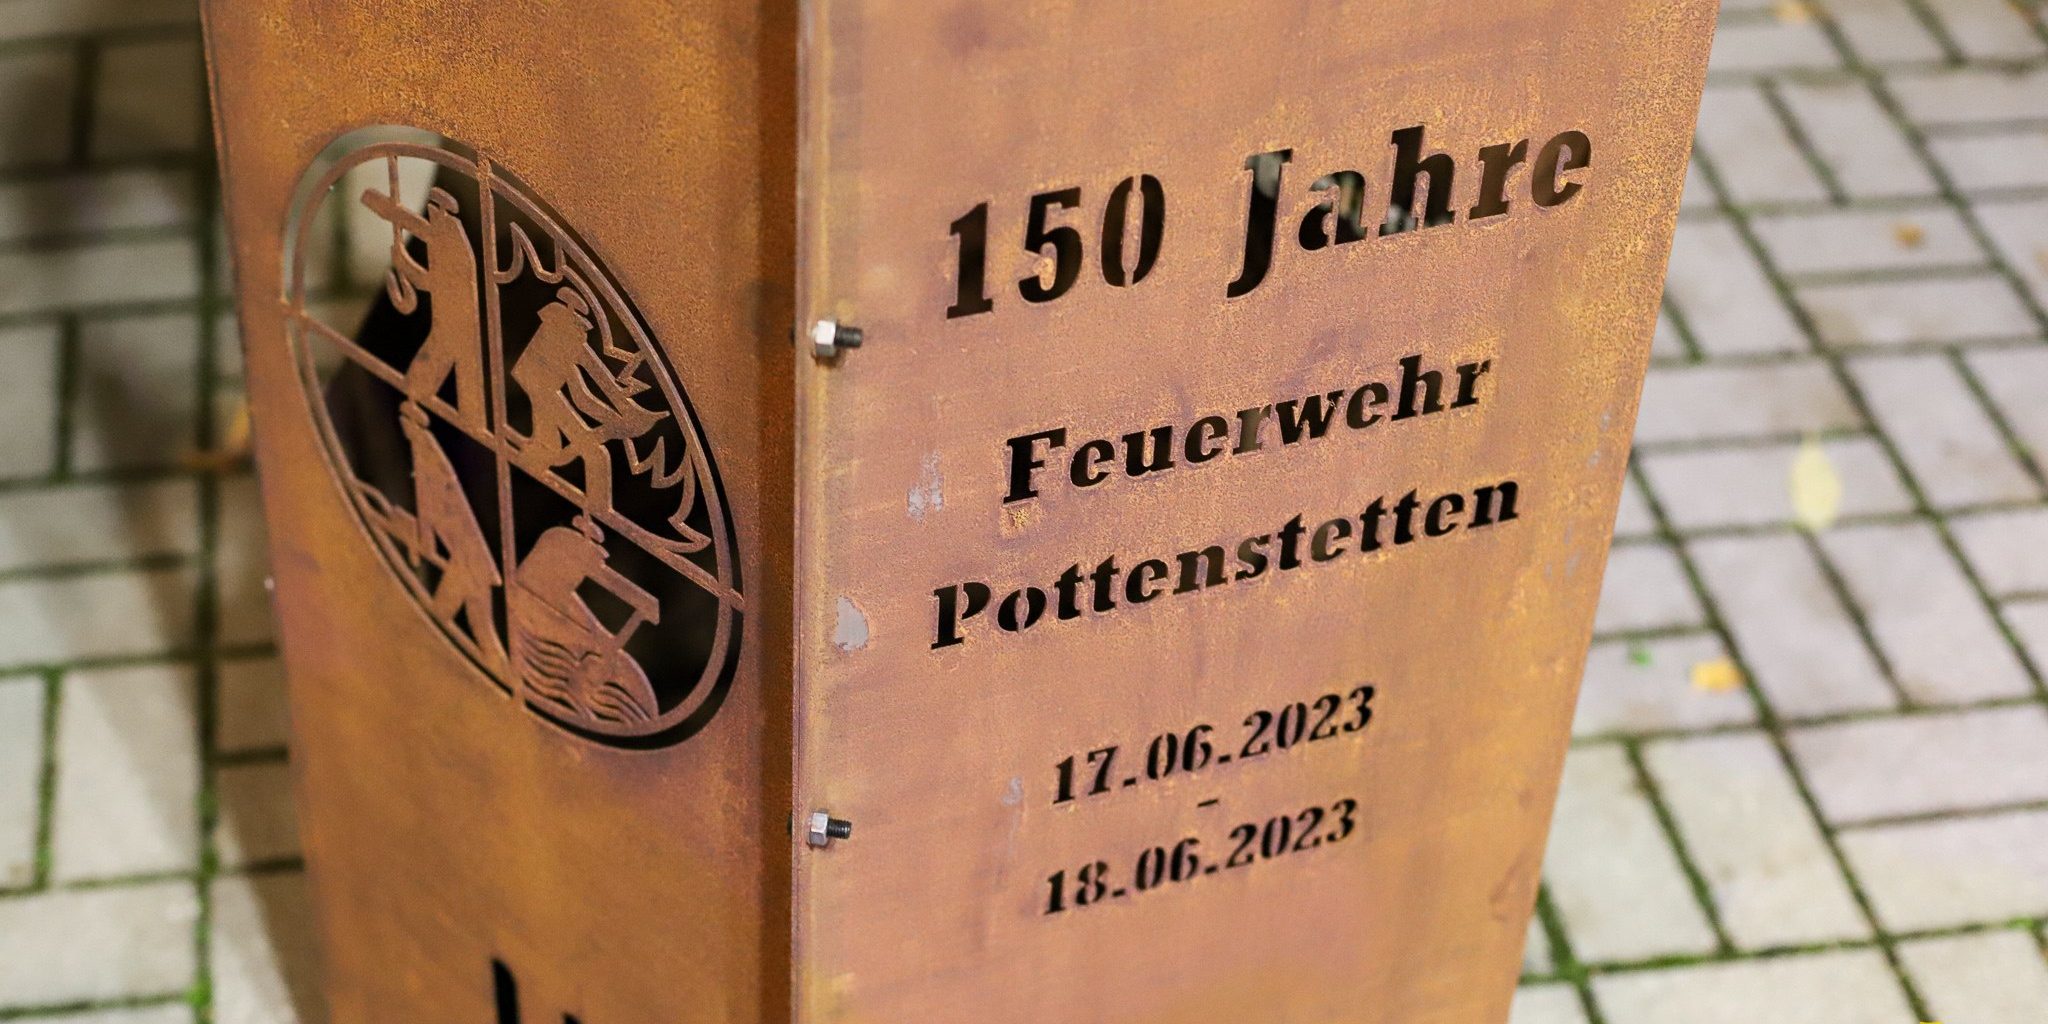 150 Jahre
Feuerwehr
Pottenstetten
17.06.2023
-
18.06.2023